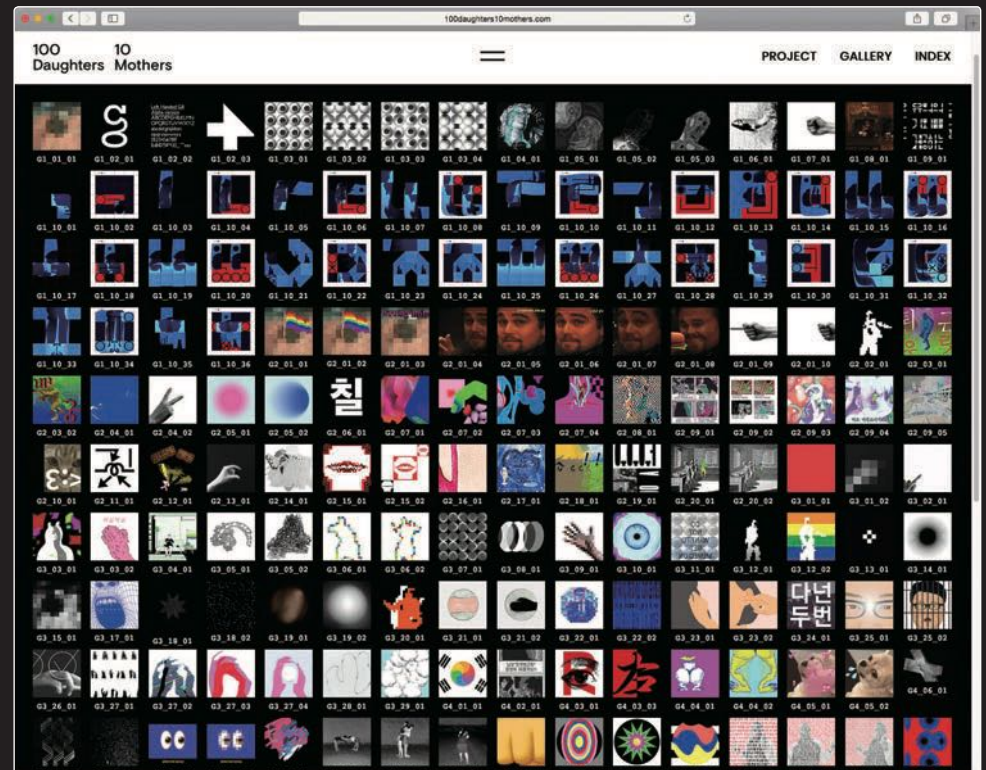 100daughters10mothers.com
100 10
Daughters Mothers
PROJECT GALLERY INDEX
G1_01_01 G1_02_01 G1_02_02 G1_02_03 G1_03_01 G1_03_02 G1_03_03 G1_03_04 G1_04_01 G1_05_01 G1_05_02 G1_05_03 G1_06_01 G1_07_01 G1_08_01 G1_09_01
G1_10_01 G1_10_02 G1_10_03 G1_10_04 G1_10_05 G1_10_06 G1_10_07 G1_10_08 G1_10_09 G1_10_10 G1_10_11 G1_10_12 G1_10_13 G1_10_14 G1_10_15 G1_10_16
G1_10_17 G1_10_18 G1_10_19 G1_10_20 G1_10_21 G1_10_22 G1_10_23 G1_10_24 G1_10_25 G1_10_26 G1_10_27 G1_10_28 G1_10_29 G1_10_30 G1_10_31 G1_10_32
G1_10_33 G1_10_34 G1_10_35 G1_10_36 G2_01_01 G2_01_02 G2_01_03 G2_01_04 G2_01_05 G2_01_06 G2_01_07 G2_01_08 G2_01_09 G2_01_10 G2_02_01 G2_03_01
칠
G2_03_02 G2_04_01 G2_04_02 G2_05_01 G2_05_02 G2_06_01 G2_07_01 G2_07_02 G2_07_03 G2_07_04 G2_08_01 G2_09_01 G2_09_02 G2_09_03 G2_09_04 G2_09_05
G2_10_01 G2_11_01 G2_12_01 G2_13_01 G2_14_01 G2_15_01 G2_15_02 G2_16_01 G2_17_01 G2_18_01 G2_19_01 G2_20_01 G2_20_02 G3_01_01 G3_01_02 G3_02_01
G3_03_01 G3_03_02 G3_04_01 G3_05_01 G3_05_02 G3_06_01 G3_06_02 G3_07_01 G3_08_01 G3_09_01 G3_10_01 G3_11_01 G3_12_01 G3_12_02 G3_13_01 G3_14_01
다넌
두번
G3_15_01 G3_17_01 G3_18_01 G3_18_02 G3_19_01 G3_19_02 G3_20_01 G3_21_01 G3_21_02 G3_22_01 G3_22_02 G3_23_01 G3_23_02 G3_24_01 G3_25_01 G3_25_02
G3_26_01 G3_27_01 G3_27_02 G3_27_03 G3_27_04 G3_28_01 G3_29_01 G4_01_01 G4_02_01 G4_03_01 G4_03_03 G4_04_01 G4_04_02 G4_05_01 G4_05_02 G4_06_01